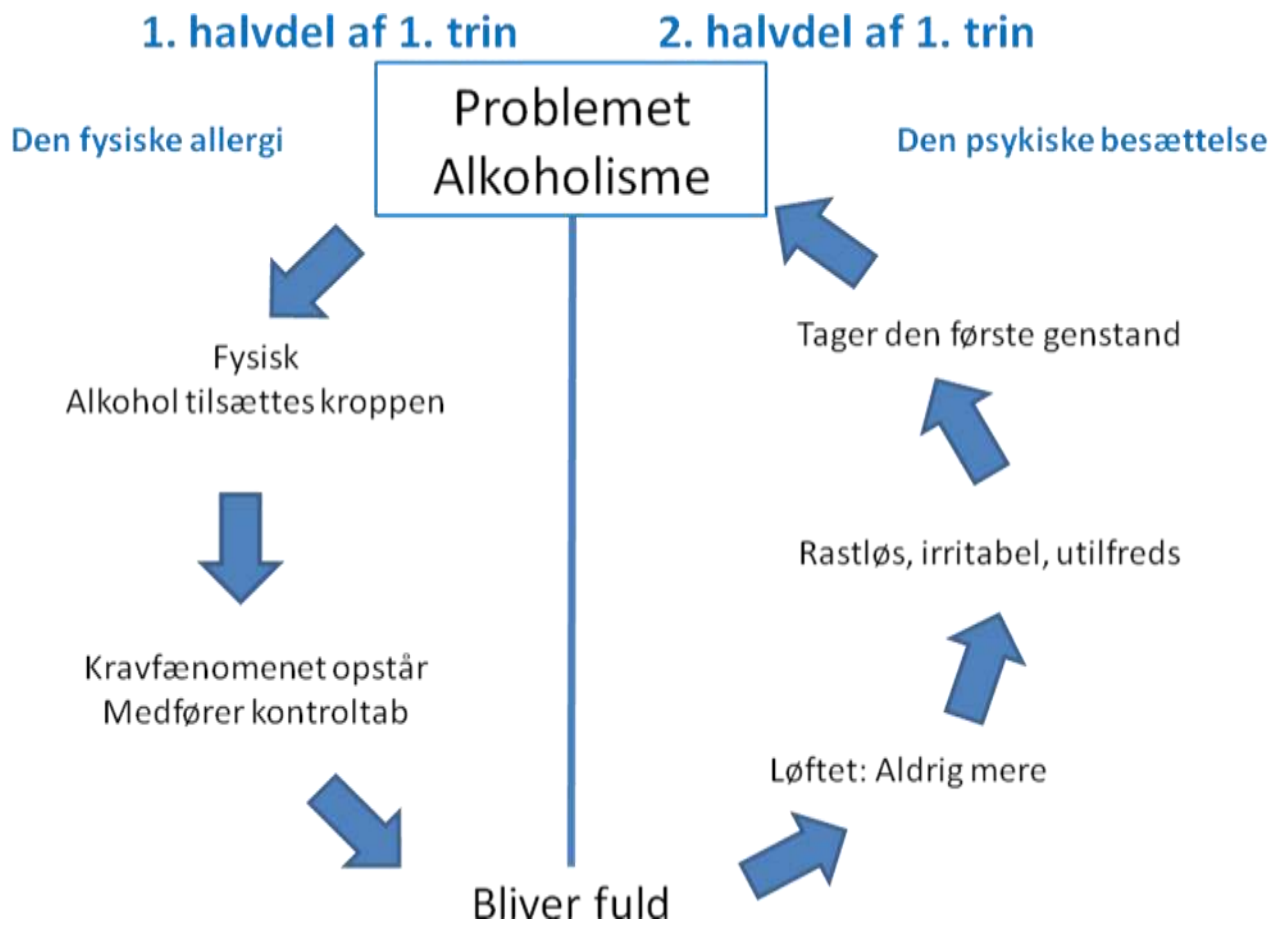 1. halvdel af 1. trin
2. halvdel af 1. trin
Problemet
Alkoholisme
Den fysiske allergi
Den psykiske besættelse
Fysisk
Alkohol tilsættes kroppen
Kravfænomenet opstår
Medfører kontroltab
Bliver fuld
Løftet: Aldrig mere
Rastløs, irritabel, utilfreds
Tager den første genstand